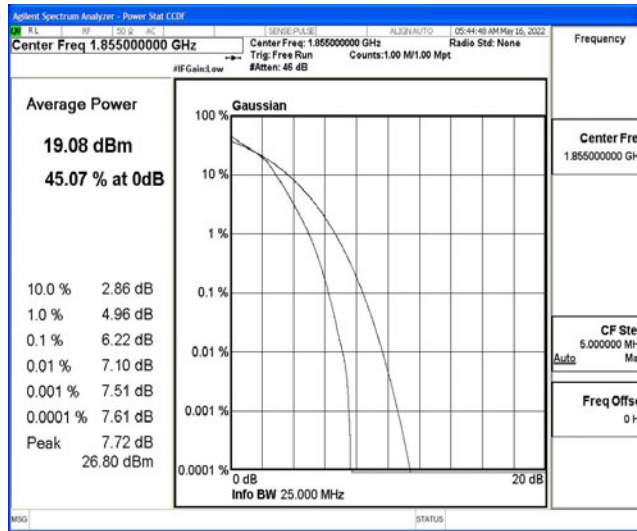 Agilent Spectrum Analyzer - Power Stat CCDF
RL RF 50 Ω AC SENSE:PULSE ALIGN AUTO 05:44:48 AM May 16, 2022
Center Freq 1.855000000 GHz
Center Freq: 1.855000000 GHz Radio Std: None
Trig: Free Run Counts:1.00 M/1.00 Mpt
#IFGain:Low #Atten: 46 dB
Frequency
Average Power
19.08 dBm
45.07 % at 0dB
10.0 % 2.86 dB
1.0 % 4.96 dB
0.1 % 6.22 dB
0.01 % 7.10 dB
0.001 % 7.51 dB
0.0001 % 7.61 dB
Peak 7.72 dB
26.80 dBm
Gaussian
100 %
10 %
1 %
0.1 %
0.01 %
0.001 %
0.0001 %
0 dB 20 dB
Info BW 25.000 MHz
Center Fre
1.855000000 GH
CF Ste
5.000000 MH
Auto Ma
Freq Offse
0 H
MSG STATUS